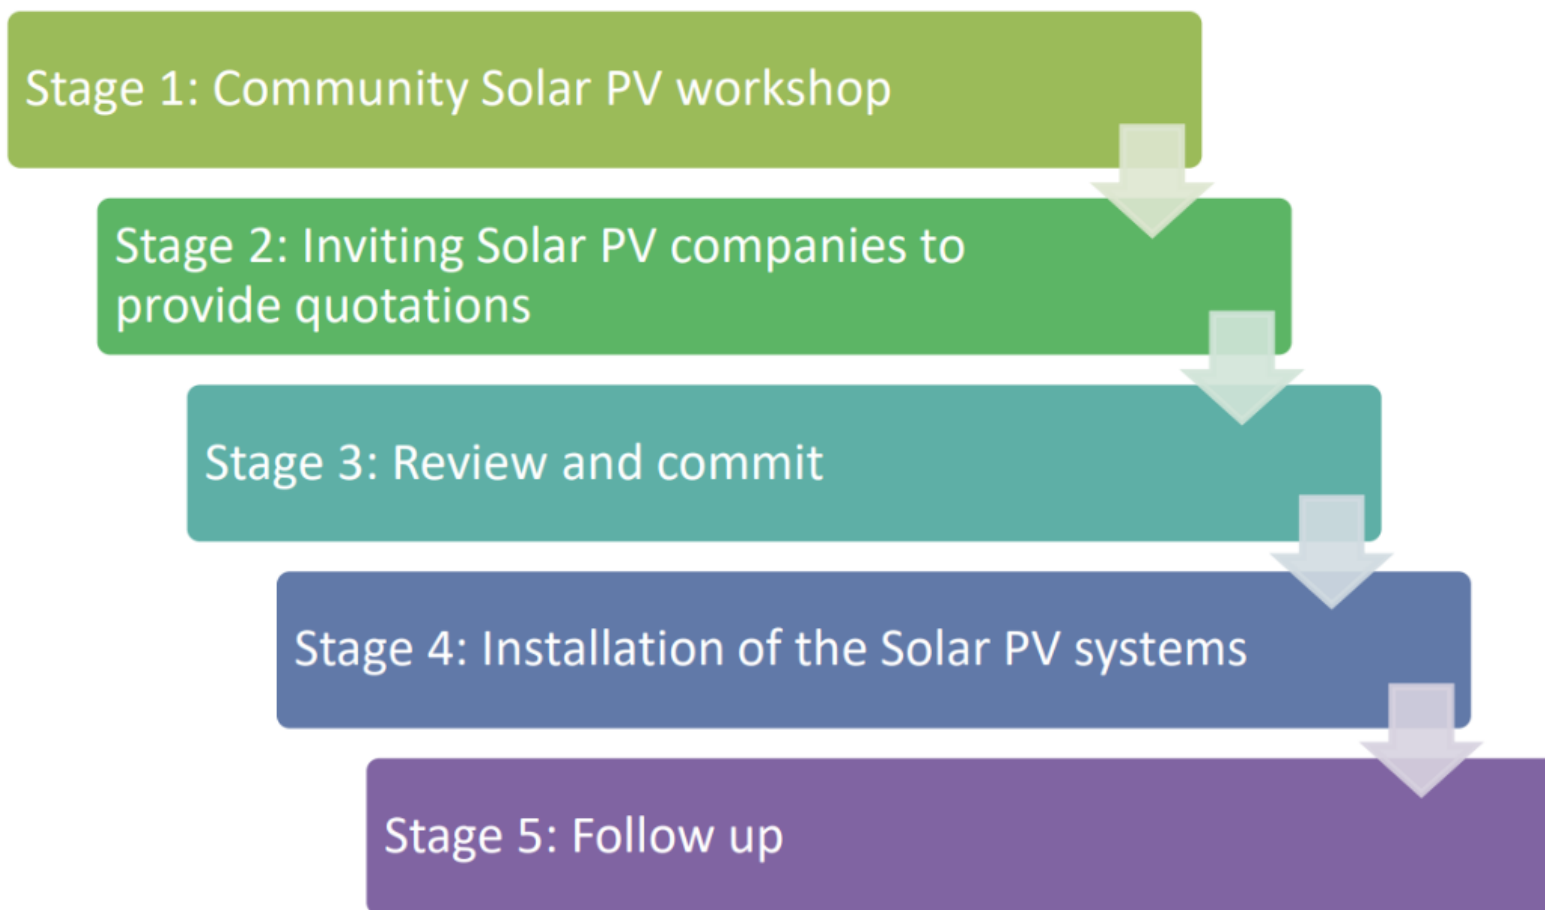 Stage 1: Community Solar PV workshop
Stage 2: Inviting Solar PV companies to
provide quotations
Stage 3: Review and commit
Stage 4: Installation of the Solar PV systems
Stage 5: Follow up